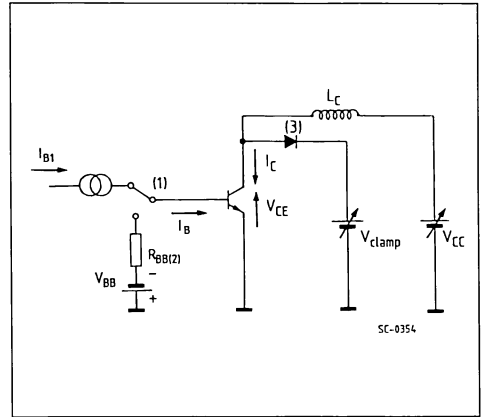 L_C
(3)
I_B1
(1)
I_C
V_CE
I_B
R_BB(2)
V_BB
−
+
V_clamp
V_CC
SC-0354